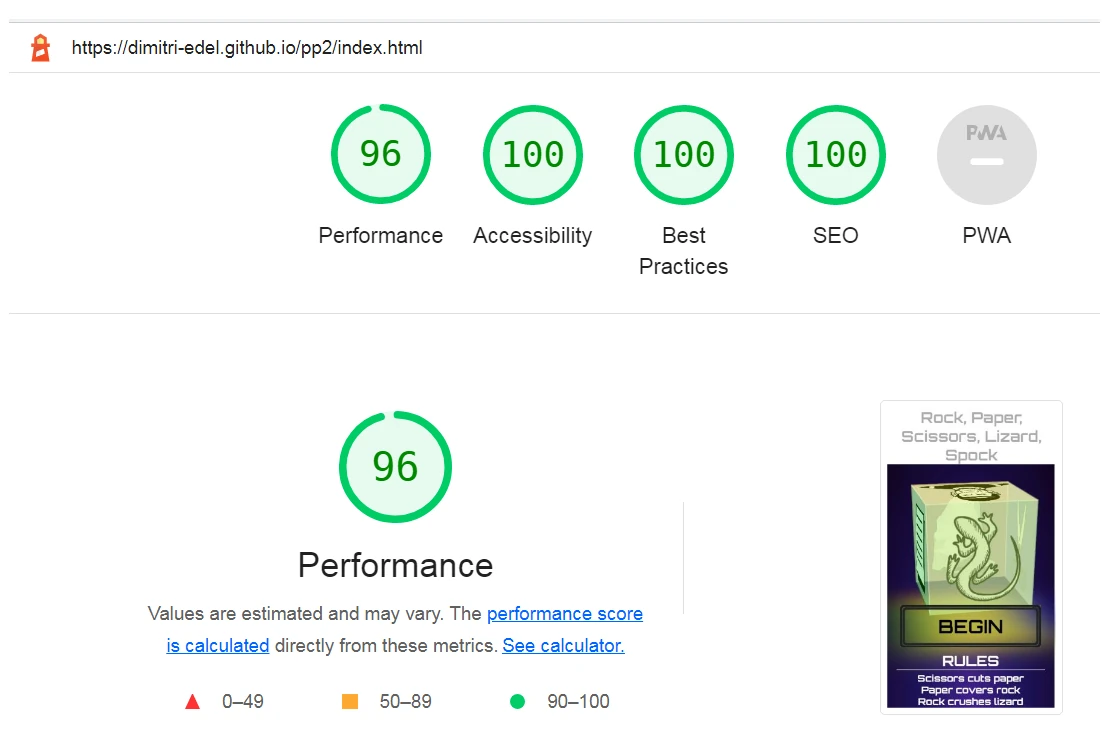 https://dimitri-edel.github.io/pp2/index.html
96
100
100
100
PWA
Performance
Accessibility
Best
Practices
SEO
PWA
96
Performance
Values are estimated and may vary. The performance score
is calculated directly from these metrics. See calculator.
0–49
50–89
90–100
Rock, Paper,
Scissors, Lizard,
Spock
BEGIN
RULES
Scissors cuts paper
Paper covers rock
Rock crushes lizard